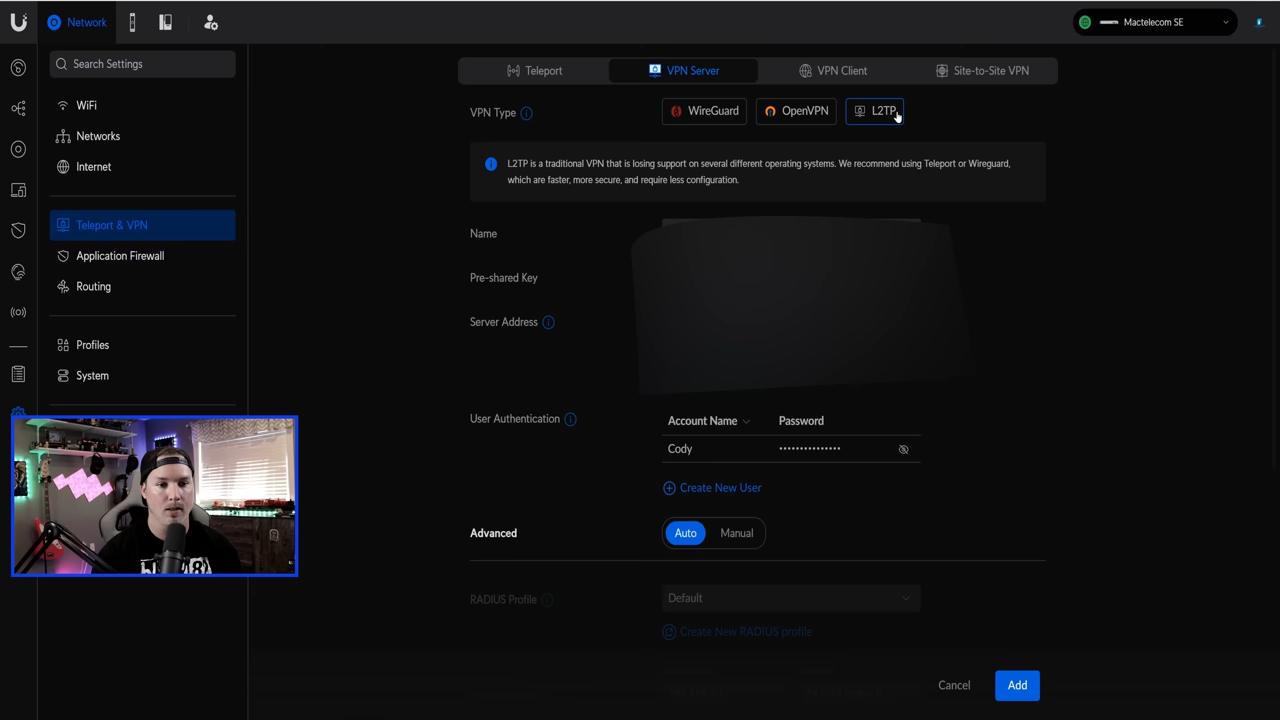 Network
Mactelecom SE
Search Settings
WiFi
Networks
Internet
Teleport & VPN
Application Firewall
Routing
Profiles
System
Teleport
VPN Server
VPN Client
Site-to-Site VPN
VPN Type
WireGuard
OpenVPN
L2TP
L2TP is a traditional VPN that is losing support on several different operating systems. We recommend using Teleport or Wireguard,
which are faster, more secure, and require less configuration.
Name
Pre-shared Key
Server Address
User Authentication
Account Name
Password
Cody
•••••••••••••••
Create New User
Advanced
Auto
Manual
RADIUS Profile
Default
Create New RADIUS profile
Cancel
Add